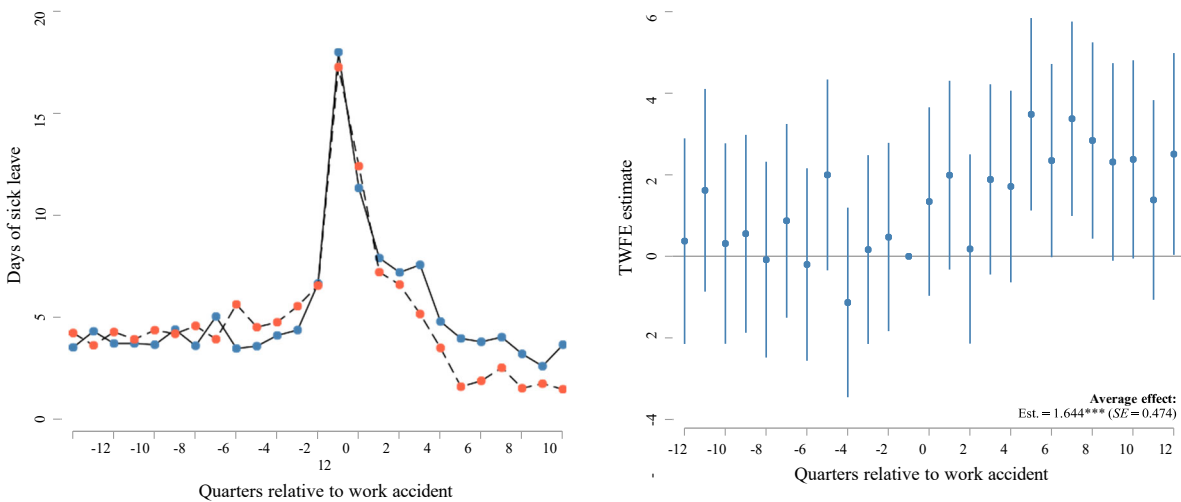 20
15
10
5
0
Days of sick leave
-12 -10 -8 -6 -4 -2 0 2 4 6 8 10
12
Quarters relative to work accident
6
4
2
0
2
-4
TWFE estimate
Average effect:
Est. = 1.644*** (SE = 0.474)
-12 -10 -8 -6 -4 -2 0 2 4 6 8 10 12
Quarters relative to work accident